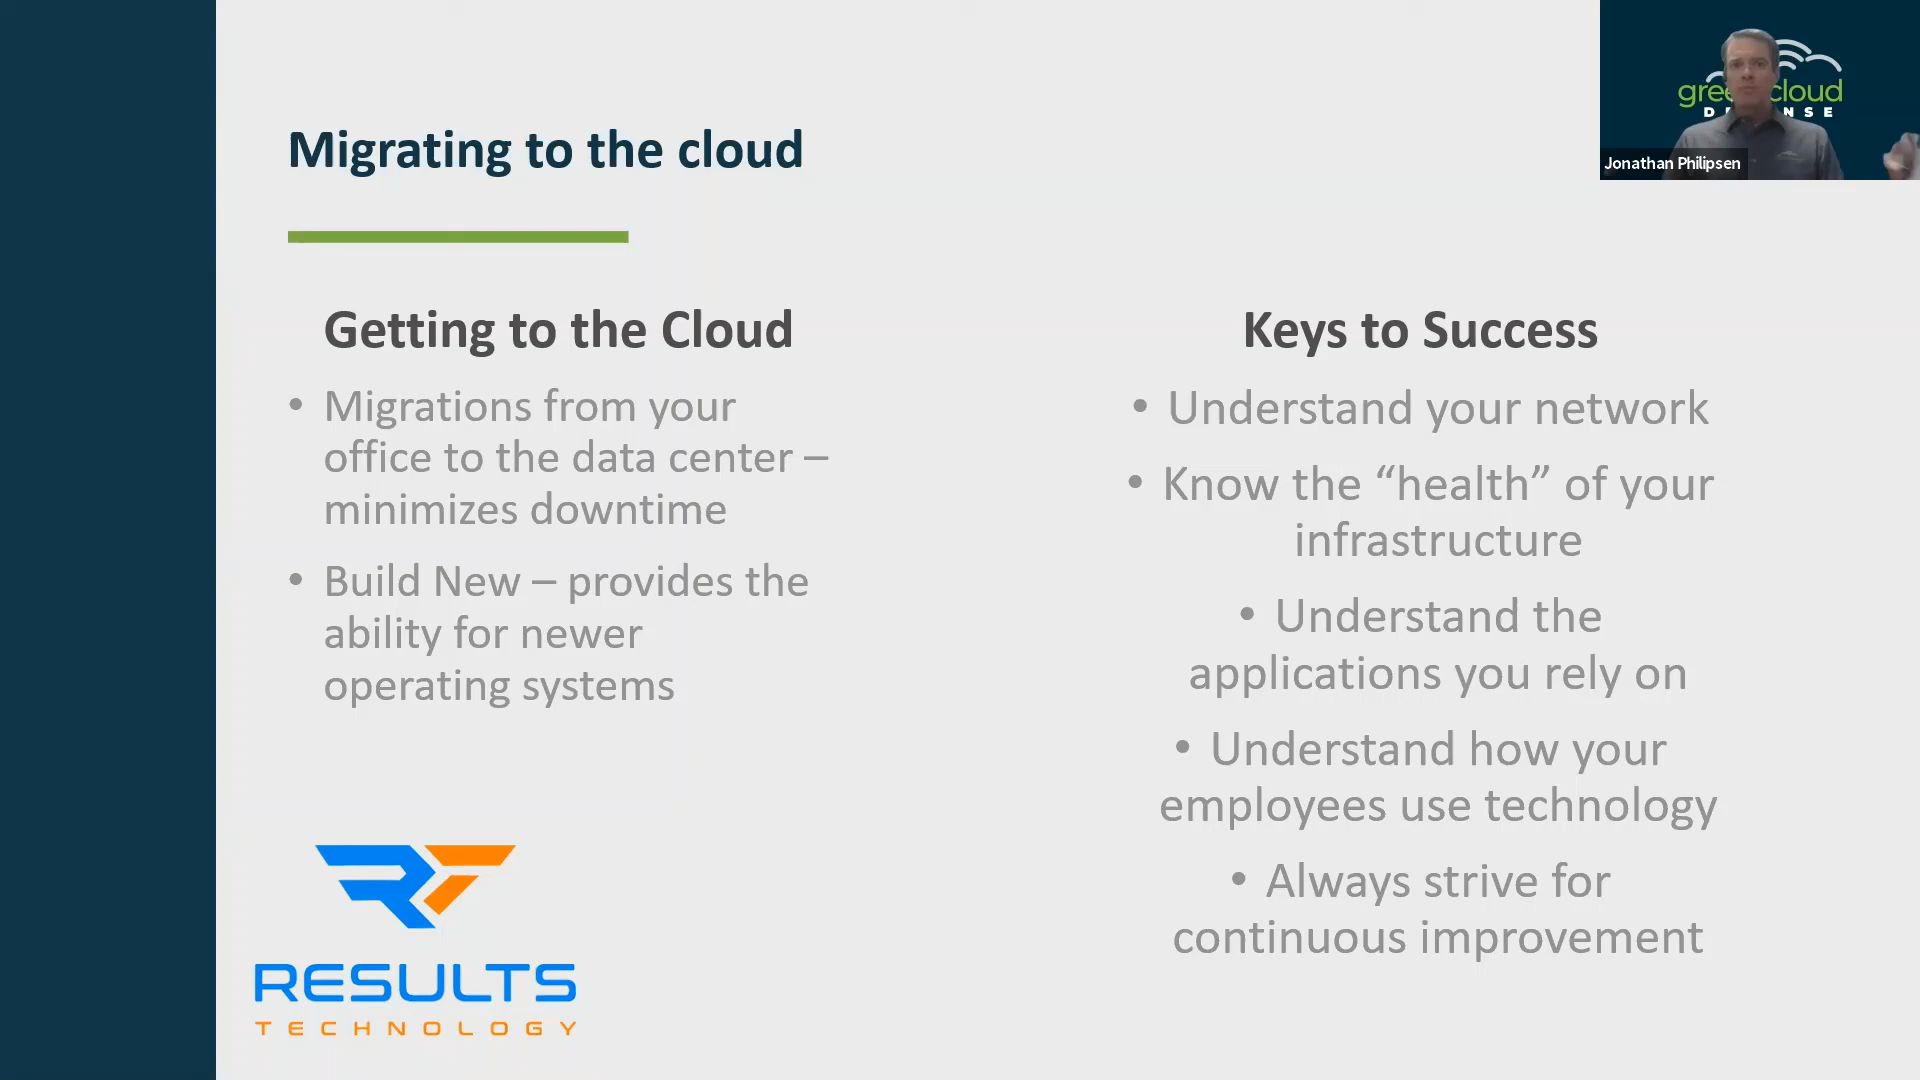 Migrating to the cloud
Getting to the Cloud
• Migrations from your
office to the data center –
minimizes downtime
• Build New – provides the
ability for newer
operating systems
RESULTS
TECHNOLOGY
Keys to Success
• Understand your network
• Know the “health” of your
infrastructure
• Understand the
applications you rely on
• Understand how your
employees use technology
• Always strive for
continuous improvement
cloud
Jonathan Philipsen